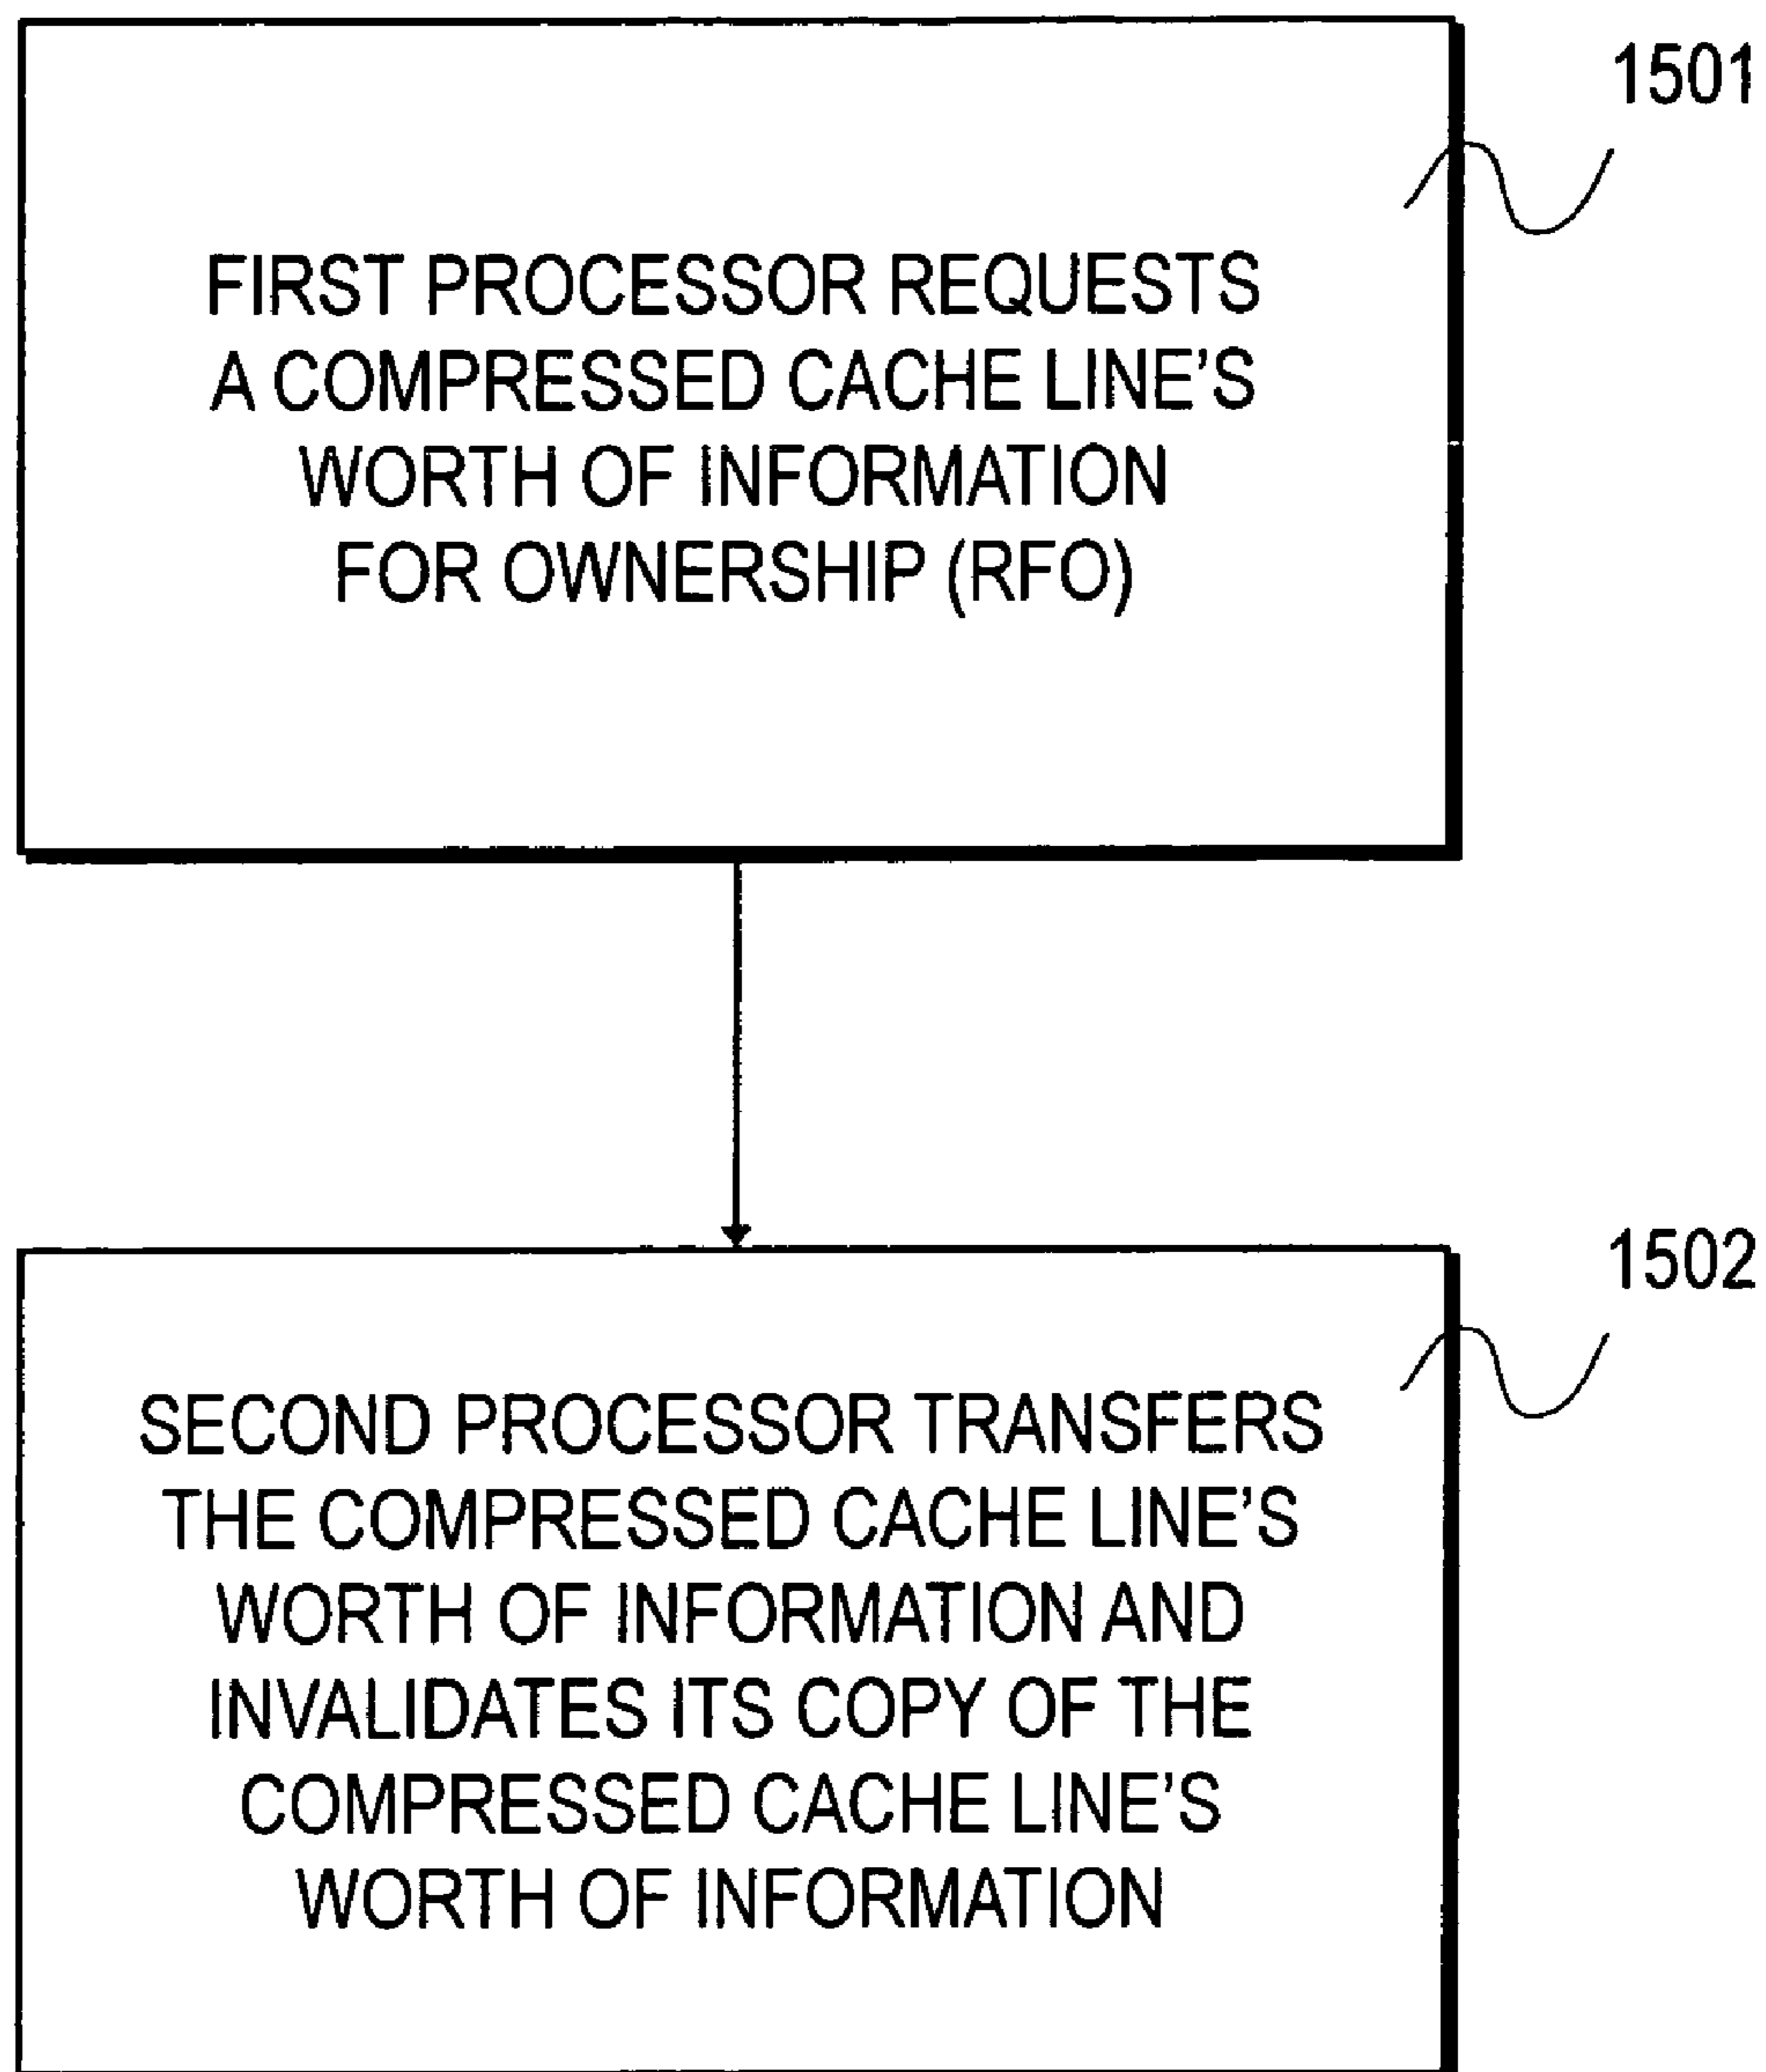 1501
FIRST PROCESSOR REQUESTS
A COMPRESSED CACHE LINE'S
WORTH OF INFORMATION
FOR OWNERSHIP (RFO)
1502
SECOND PROCESSOR TRANSFERS
THE COMPRESSED CACHE LINE'S
WORTH OF INFORMATION AND
INVALIDATES ITS COPY OF THE
COMPRESSED CACHE LINE'S
WORTH OF INFORMATION